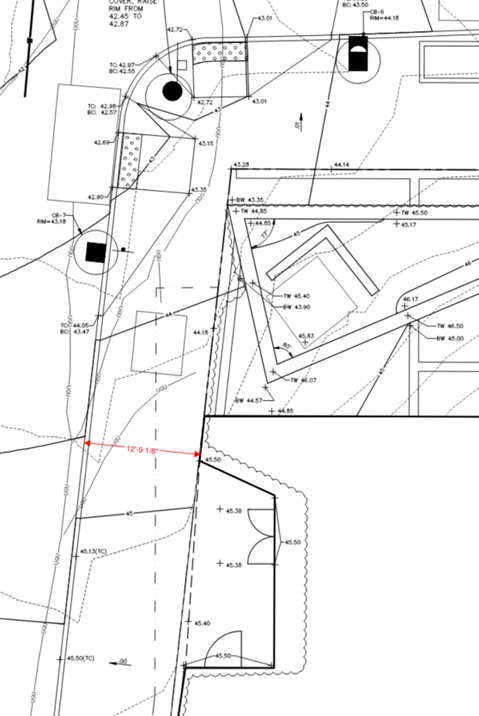 COVER, RAISE
RIM FROM
42.45 TO
42.87
BC: 43.50
CB-6
RIM=44.18
42.72
43.01
TC: 42.97
BC: 42.55
TC: 42.98
BC: 42.57
42.72
43.01
44
42.69
43.15
43
43.28
44.14
42.90
43.35
BW 43.35
TW 44.85
44.85
TW 45.50
45.17
CB-7
RIM=43.18
77°
45
46
TW 45.40
BW 43.90
46.17
TC: 44.05
BC: 43.47
44
44.18
45.83
TW 46.50
BW 45.00
TW 46.07
45
BW 44.57
44.85
12'-9 1/8"
45.50
45
45.38
45.50
45.13(TC)
45.38
45.40
45.50(TC)
45.50